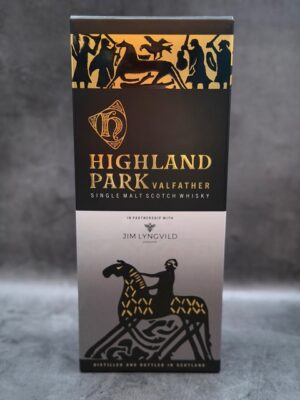 HIGHLAND
PARK VALFATHER
SINGLE MALT SCOTCH WHISKY
IN PARTNERSHIP WITH
JIM LYNGVILD
DISTILLED AND BOTTLED IN SCOTLAND